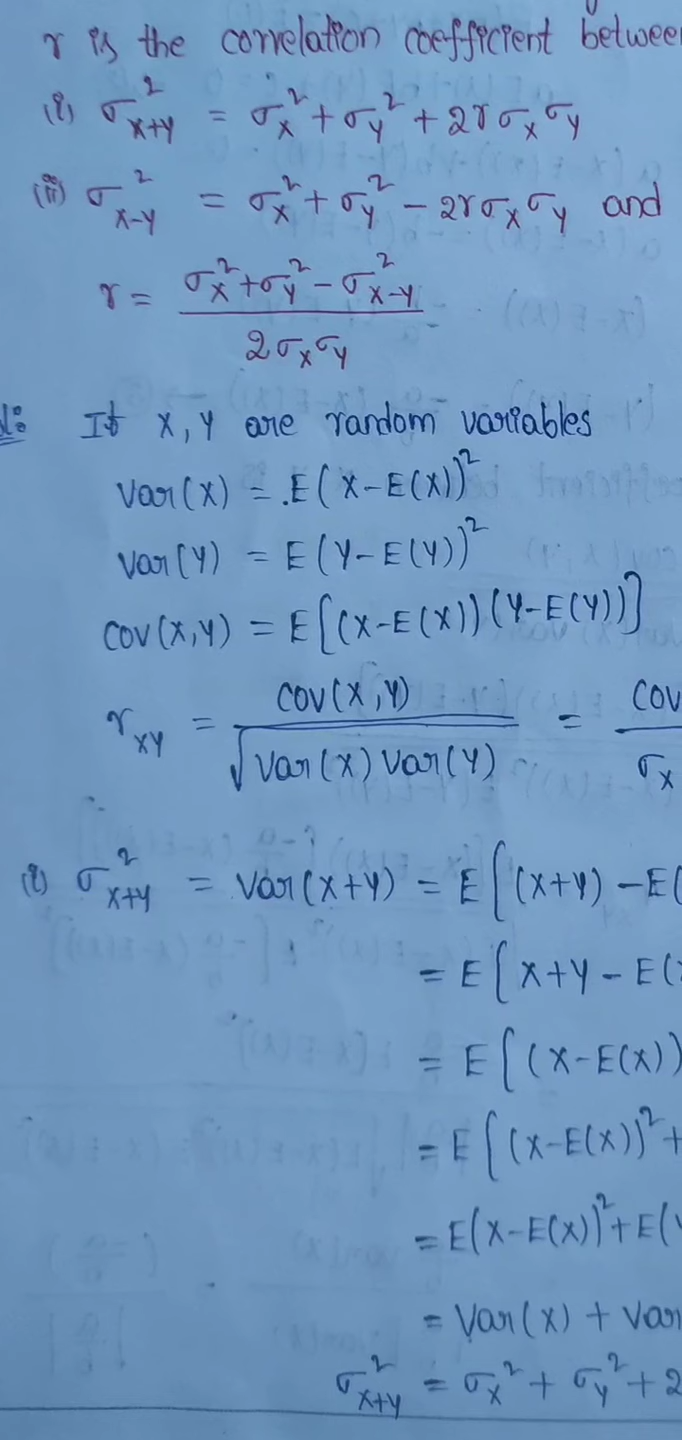 r is the correlation coefficient between
(i) σ²x+y = σx² + σy² + 2rσxσy
(ii) σ²x-y = σx² + σy² - 2rσxσy and
r = (σx² + σy² - σ²x-y) / (2σxσy)
If X, Y are random variables
Var(X) = E(X-E(X))²
Var(Y) = E(Y-E(Y))²
Cov(X,Y) = E[(X-E(X))(Y-E(Y))]
rXY = Cov(X,Y) / √Var(X)Var(Y) = Cov / σx
(i) σ²x+y = Var(X+Y) = E[(X+Y) - E(
= E[X+Y - E(
= E[(X-E(X))
= E[(X-E(X))² +
= E(X-E(X))² + E(
= Var(X) + Var
σ²x+y = σx² + σy² + 2